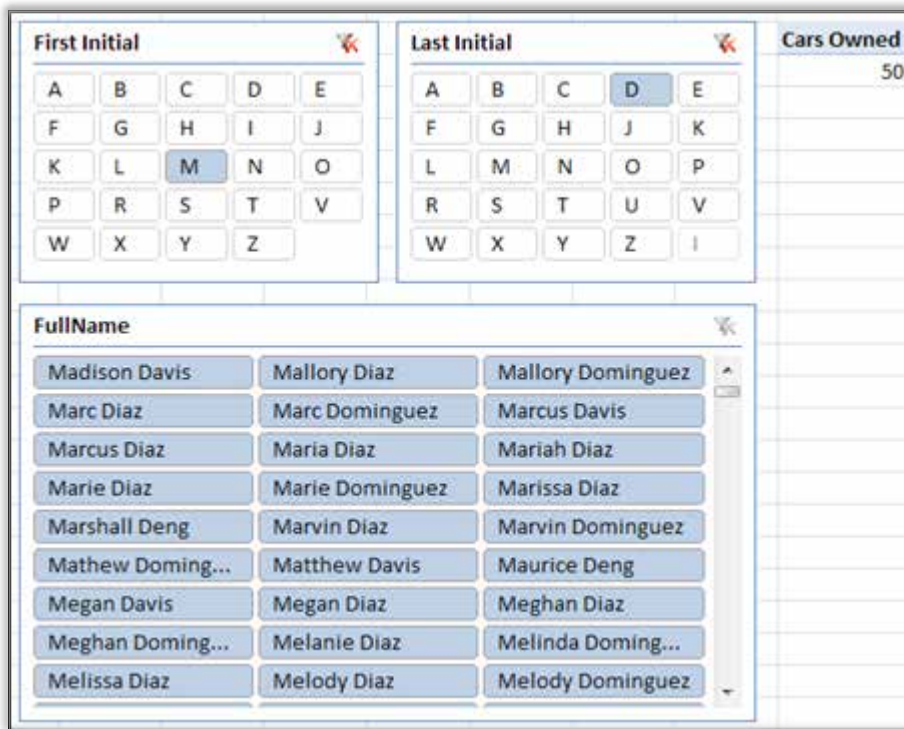 First Initial
A B C D E
F G H I J
K L M N O
P R S T V
W X Y Z
Last Initial
A B C D E
F G H J K
L M N O P
R S T U V
W X Y Z I
Cars Owned
50
FullName
Madison Davis Mallory Diaz Mallory Dominguez
Marc Diaz Marc Dominguez Marcus Davis
Marcus Diaz Maria Diaz Mariah Diaz
Marie Diaz Marie Dominguez Marissa Diaz
Marshall Deng Marvin Diaz Marvin Dominguez
Mathew Doming... Matthew Davis Maurice Deng
Megan Davis Megan Diaz Meghan Diaz
Meghan Doming... Melanie Diaz Melinda Doming...
Melissa Diaz Melody Diaz Melody Dominguez